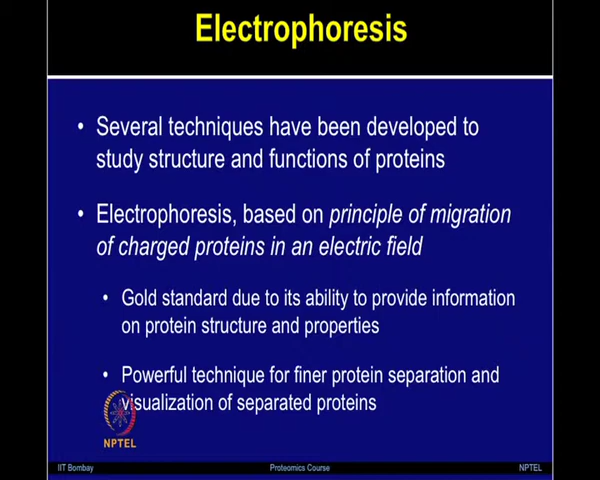 Electrophoresis
• Several techniques have been developed to
study structure and functions of proteins
• Electrophoresis, based on principle of migration
of charged proteins in an electric field
• Gold standard due to its ability to provide information
on protein structure and properties
• Powerful technique for finer protein separation and
visualization of separated proteins
NPTEL
IIT Bombay
Proteomics Course
NPTEL